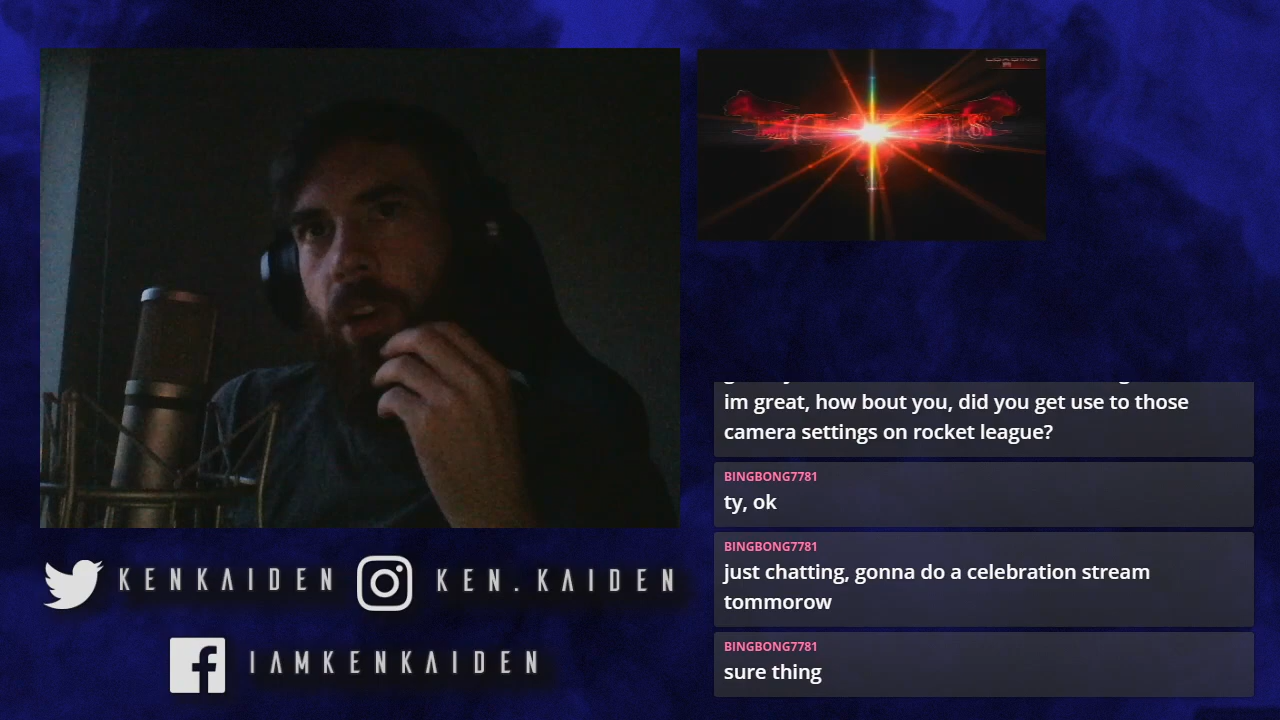 LOADING
im great, how bout you, did you get use to those
camera settings on rocket league?
BINGBONG7781
ty, ok
BINGBONG7781
just chatting, gonna do a celebration stream
tommorow
BINGBONG7781
sure thing
KENKAIDEN
KEN.KAIDEN
IAMKENKAIDEN